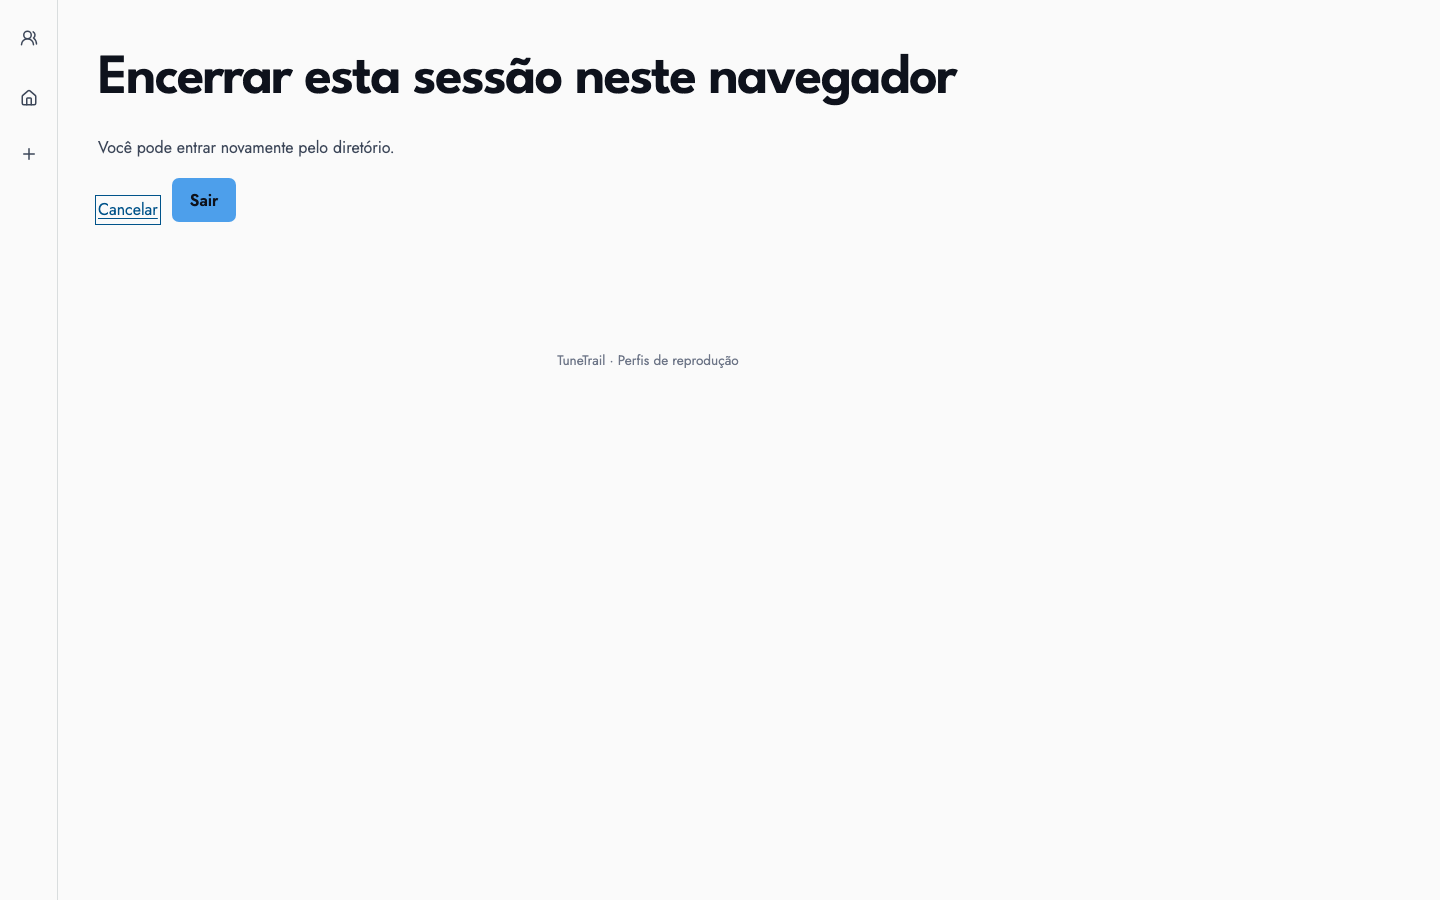 Encerrar esta sessão neste navegador
Você pode entrar novamente pelo diretório.
Cancelar
Sair
TuneTrail · Perfis de reprodução